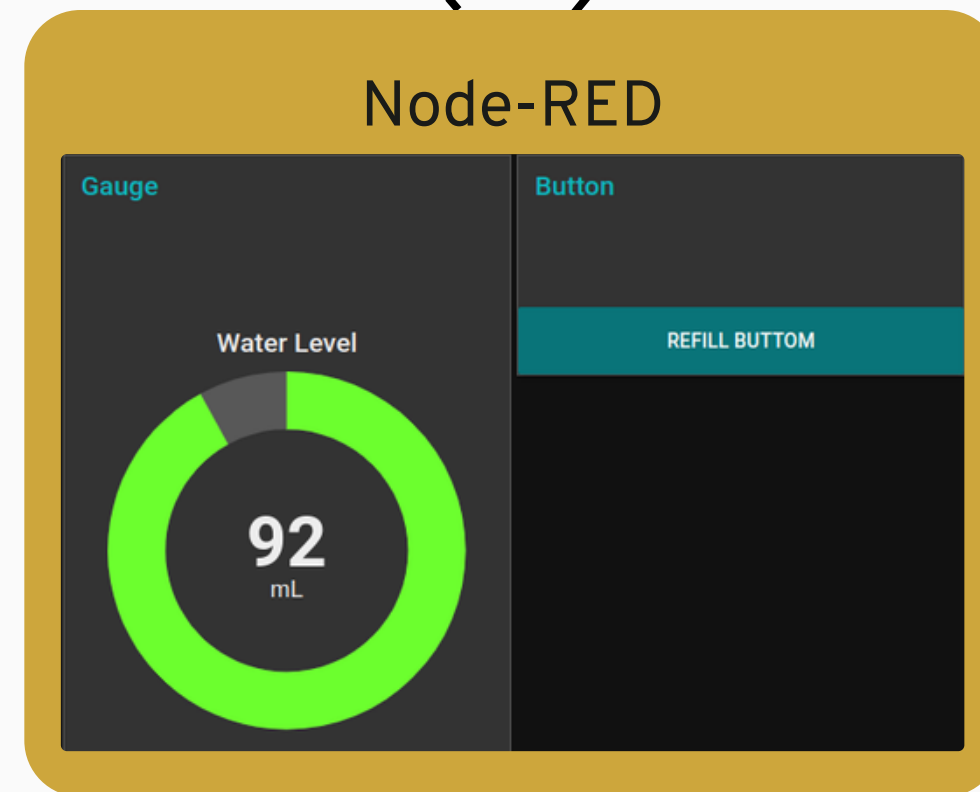 Node-RED
Gauge
Button
Water Level
REFILL BUTTOM
92
mL